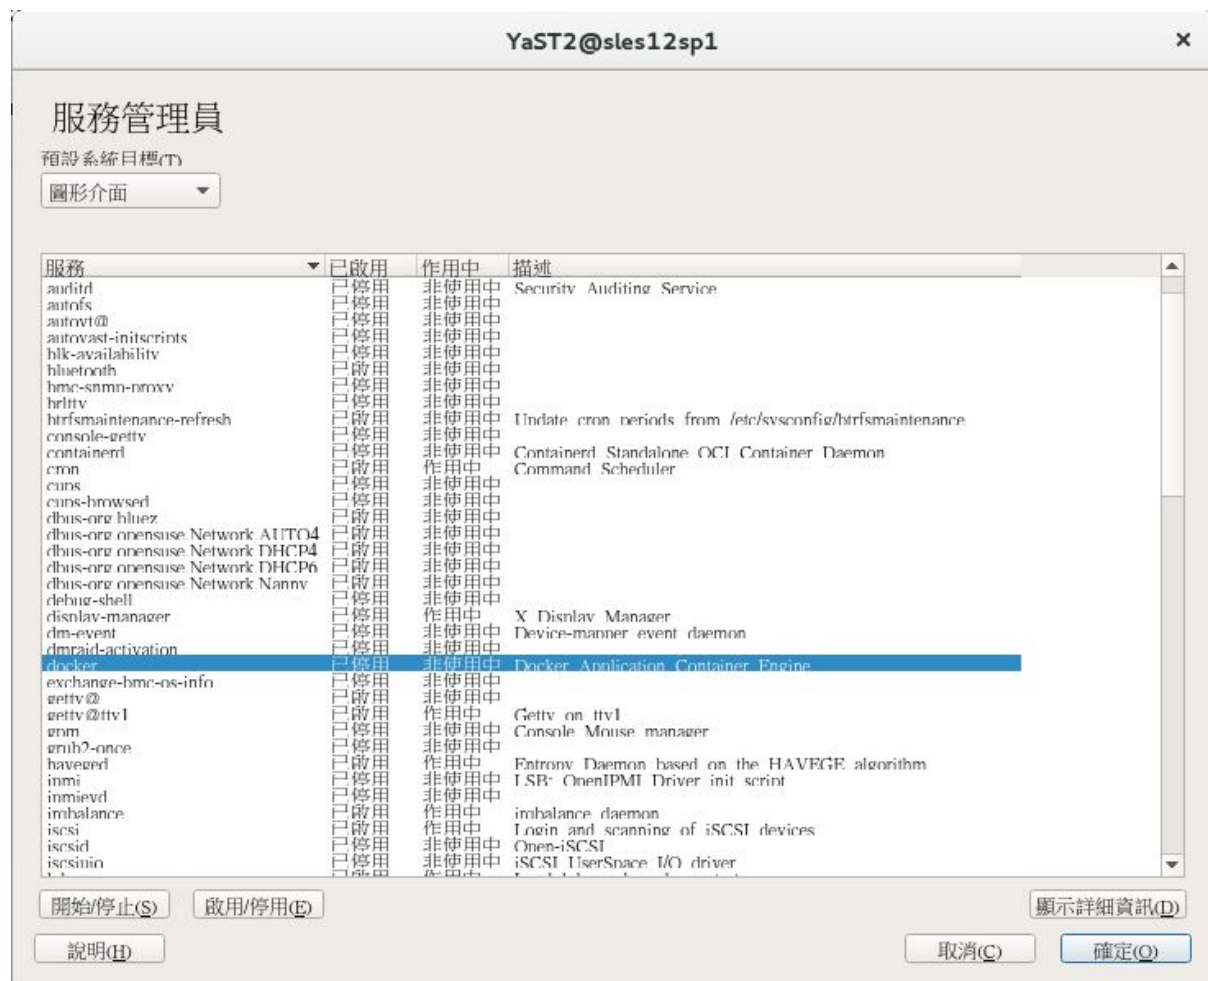 YaST2@sles12sp1
服務管理員
預設系統目標(T)
圖形介面
服務 已啟用 作用中 描述
auditd 已停用 非使用中 Security Auditing Service
autofs 已停用 非使用中
autovt@ 已停用 非使用中
autoyast-initscripts 已停用 非使用中
blk-availability 已停用 非使用中
bluetooth 已啟用 非使用中
bmc-snmp-proxy 已停用 非使用中
brltty 已停用 非使用中
btrfsmaintenance-refresh 已啟用 非使用中 Update cron periods from /etc/sysconfig/btrfsmaintenance
console-getty 已停用 非使用中
containerd 已停用 非使用中 Containerd Standalone OCI Container Daemon
cron 已啟用 作用中 Command Scheduler
cups 已停用 非使用中
cups-browsed 已停用 非使用中
dbus-org.bluez 已啟用 非使用中
dbus-org.opensuse.Network.AUTO4 已啟用 非使用中
dbus-org.opensuse.Network.DHCP4 已啟用 非使用中
dbus-org.opensuse.Network.DHCP6 已啟用 非使用中
dbus-org.opensuse.Network.Nanny 已啟用 非使用中
debug-shell 已停用 非使用中
display-manager 已停用 作用中 X Display Manager
dm-event 已停用 非使用中 Device-mapper event daemon
dmraid-activation 已停用 非使用中
docker 已停用 非使用中 Docker Application Container Engine
exchange-bmc-os-info 已停用 非使用中
getty@ 已啟用 非使用中
getty@tty1 已啟用 作用中 Getty on tty1
gpm 已停用 非使用中 Console Mouse manager
grub2-once 已停用 非使用中
haveged 已啟用 作用中 Entropy Daemon based on the HAVEGE algorithm
ipmi 已停用 非使用中 LSB: OpenIPMI Driver init script
ipmievd 已停用 非使用中
irqbalance 已啟用 作用中 irqbalance daemon
iscsi 已啟用 作用中 Login and scanning of iSCSI devices
iscsid 已停用 非使用中 Open-iSCSI
iscsiuio 已停用 非使用中 iSCSI UserSpace I/O driver
開始/停止(S) 啟用/停用(E) 顯示詳細資訊(D)
說明(H) 取消(C) 確定(O)